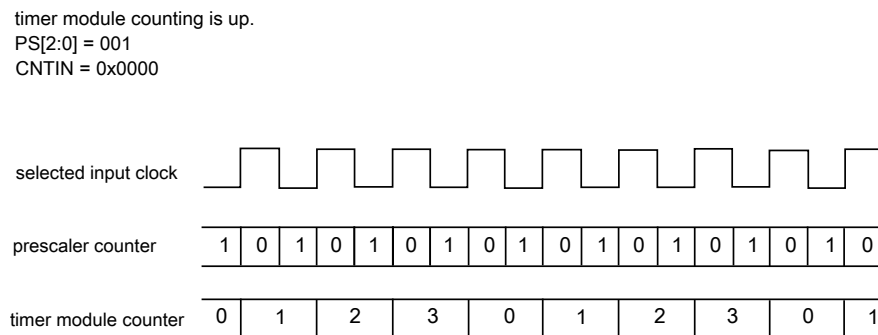 timer module counting is up.
PS[2:0] = 001
CNTIN = 0x0000
selected input clock
prescaler counter 1 0 1 0 1 0 1 0 1 0 1 0 1 0 1 0 1 0
timer module counter 0 1 2 3 0 1 2 3 0 1